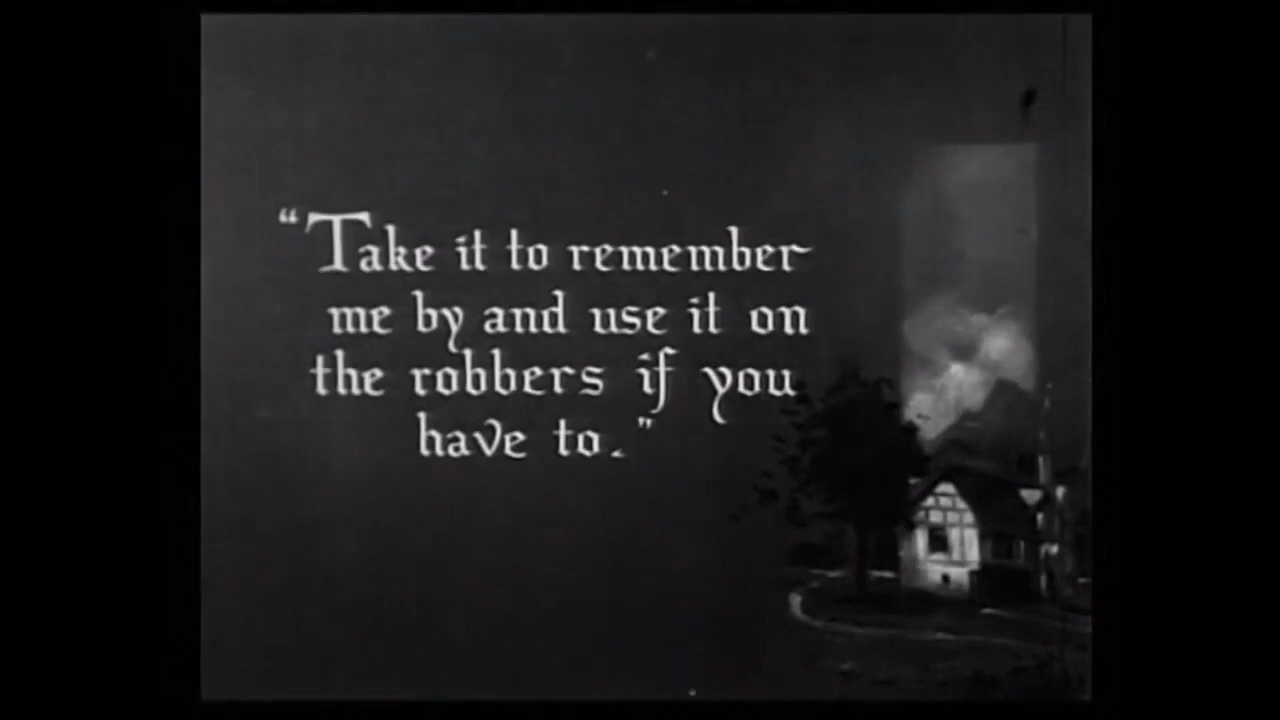 “Take it to remember
me by and use it on
the robbers if you
have to."